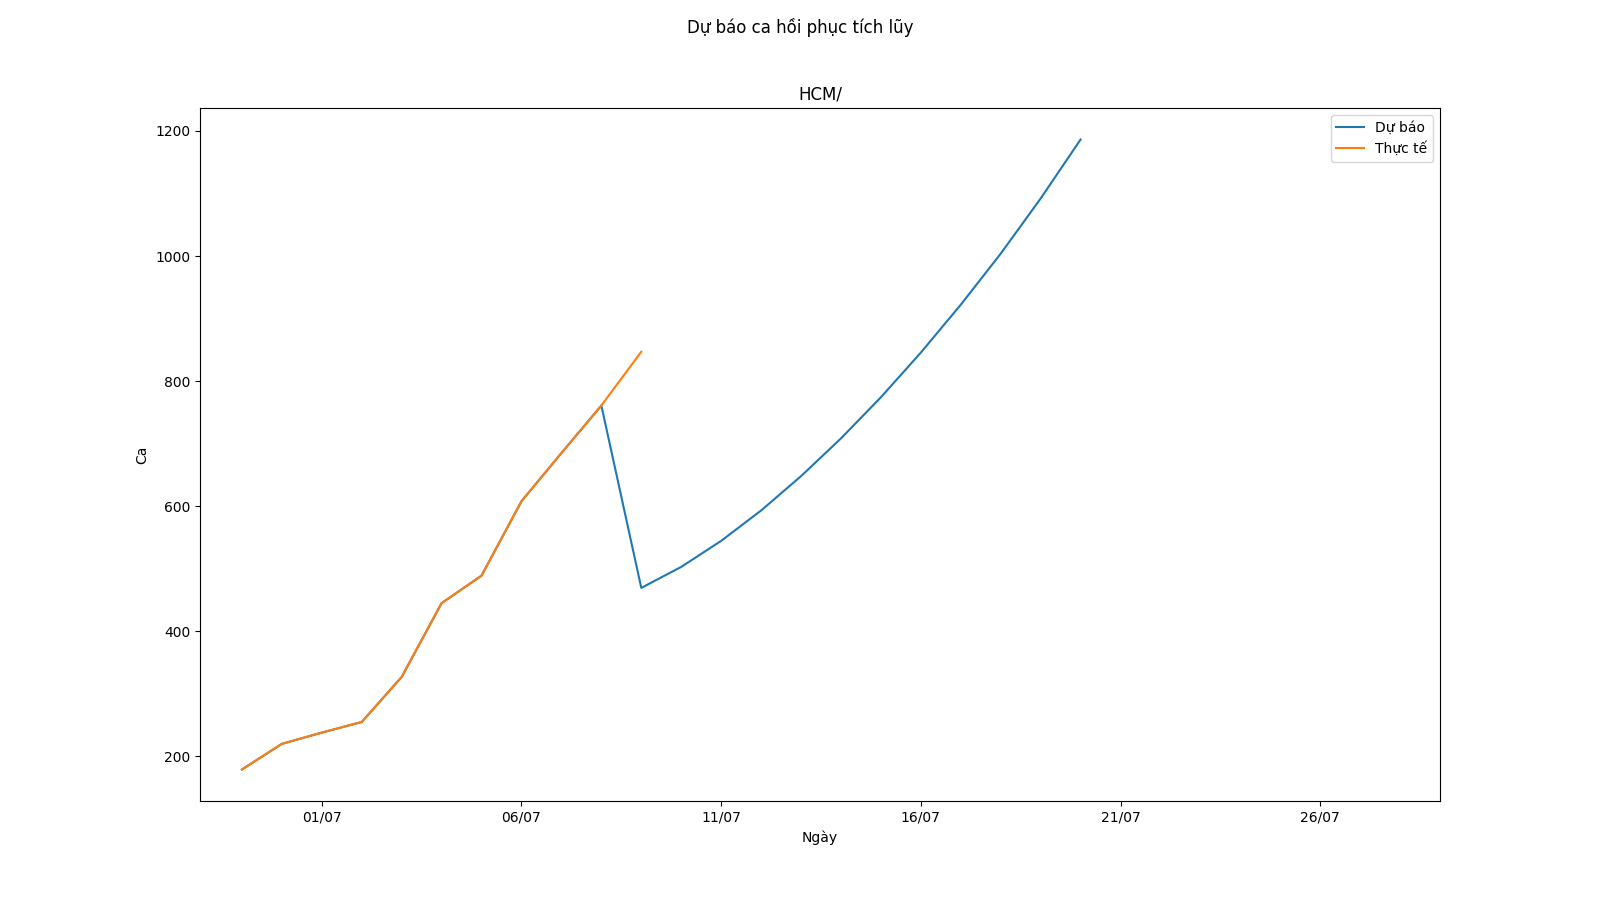 Dự báo ca hồi phục tích lũy
HCM/
Dự báo
Thực tế
1200
1000
800
600
400
200
Ca
01/07
06/07
11/07
16/07
21/07
26/07
Ngày